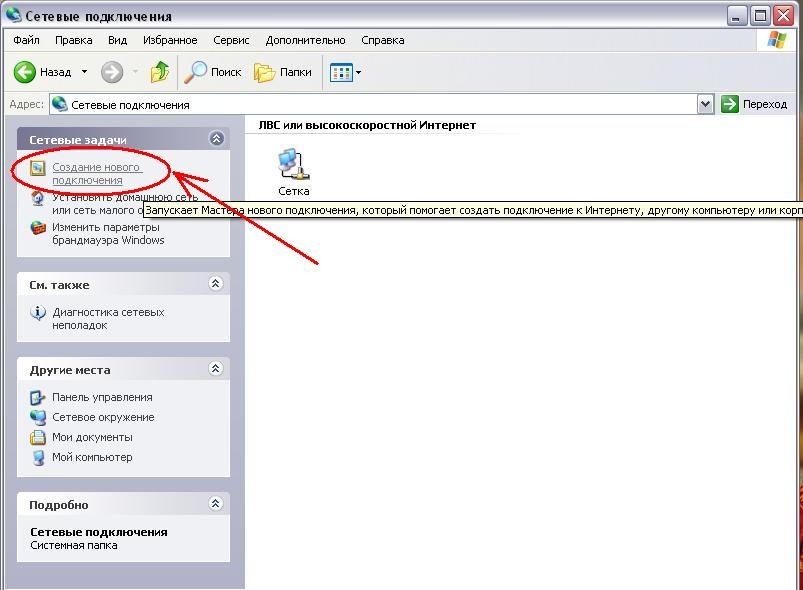 Сетевые подключения
Файл Правка Вид Избранное Сервис Дополнительно Справка
Назад Поиск Папки
Адрес: Сетевые подключения Переход
Сетевые задачи
Создание нового
подключения
Установить домашнюю сеть
или сеть малого о
Изменить параметры
брандмауэра Windows
См. также
Диагностика сетевых
неполадок
Другие места
Панель управления
Сетевое окружение
Мои документы
Мой компьютер
Подробно
Сетевые подключения
Системная папка
ЛВС или высокоскоростной Интернет
Сетка
Запускает Мастера нового подключения, который помогает создать подключение к Интернету, другому компьютеру или корп